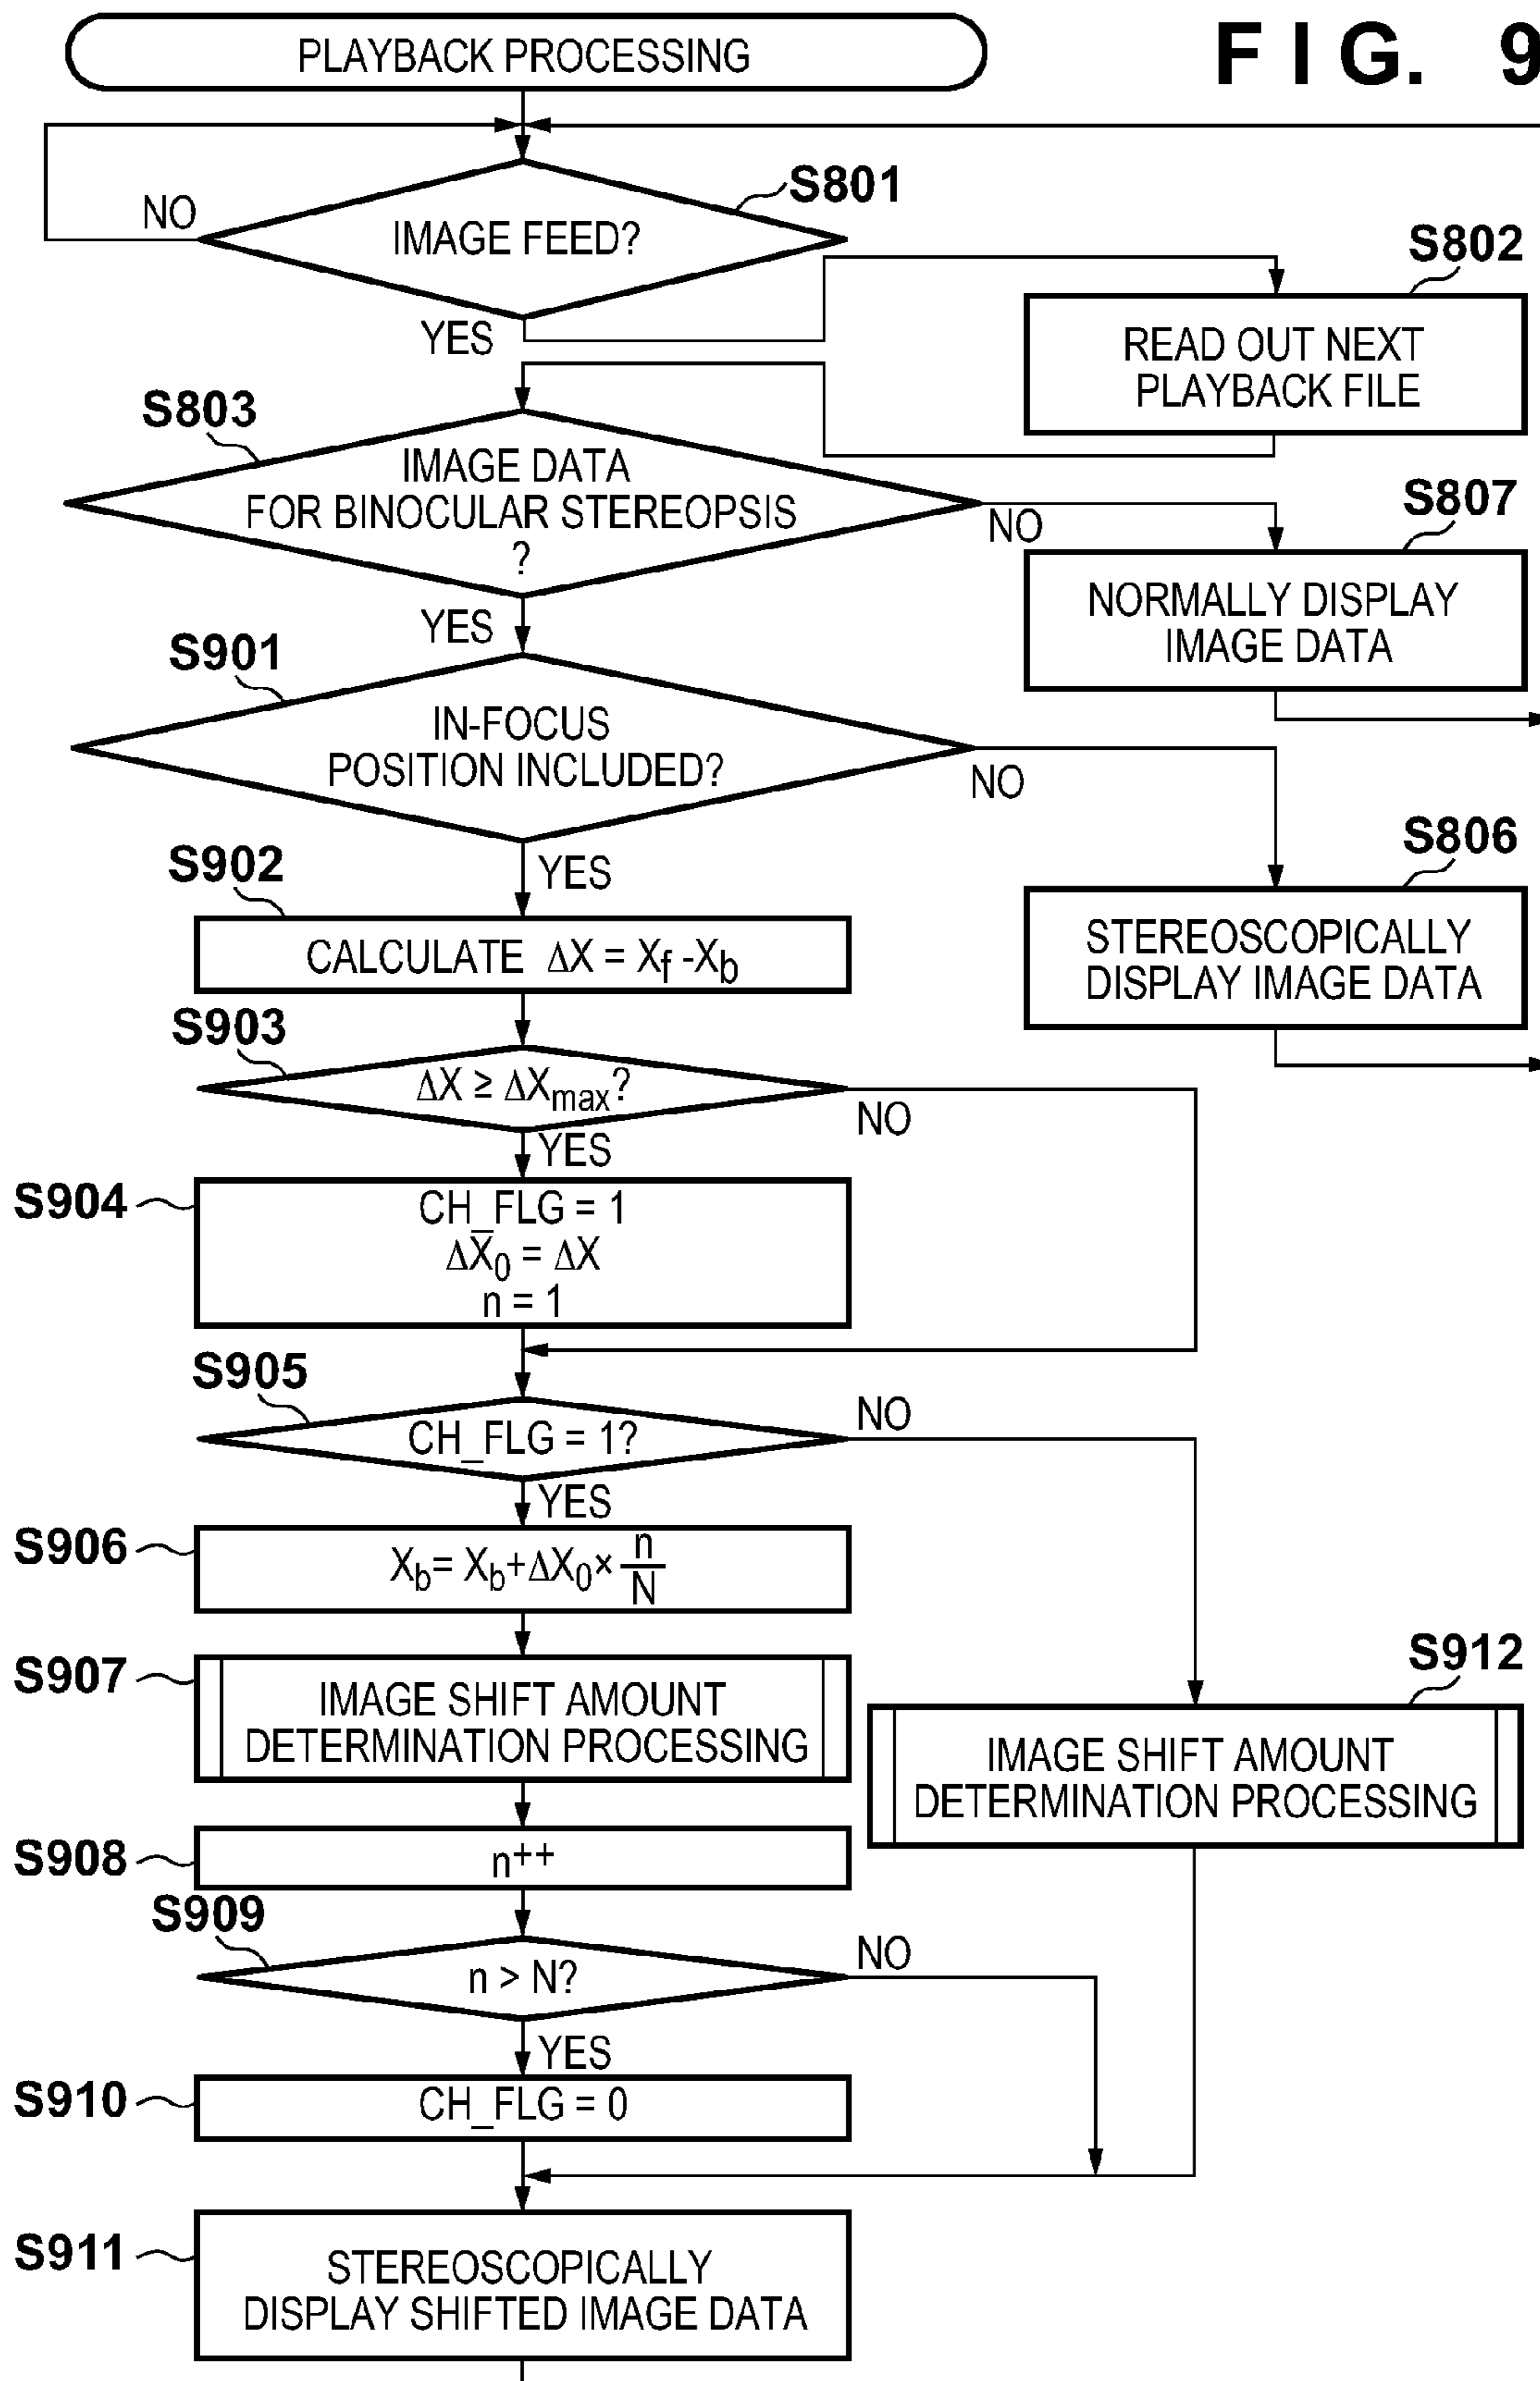 PLAYBACK PROCESSING
FIG. 9
S801
NO
IMAGE FEED?
YES
S802
READ OUT NEXT
PLAYBACK FILE
S803
IMAGE DATA
FOR BINOCULAR STEREOPSIS
?
NO
YES
S807
NORMALLY DISPLAY
IMAGE DATA
S901
IN-FOCUS
POSITION INCLUDED?
NO
YES
S806
STEREOSCOPICALLY
DISPLAY IMAGE DATA
S902
CALCULATE ΔX = Xf -Xb
S903
ΔX ≥ ΔXmax?
NO
YES
S904
CH_FLG = 1
ΔX0 = ΔX
n = 1
S905
CH_FLG = 1?
NO
YES
S906
Xb= Xb+ΔX0× n/N
S907
IMAGE SHIFT AMOUNT
DETERMINATION PROCESSING
S912
IMAGE SHIFT AMOUNT
DETERMINATION PROCESSING
S908
n++
S909
n > N?
NO
YES
S910
CH_FLG = 0
S911
STEREOSCOPICALLY
DISPLAY SHIFTED IMAGE DATA